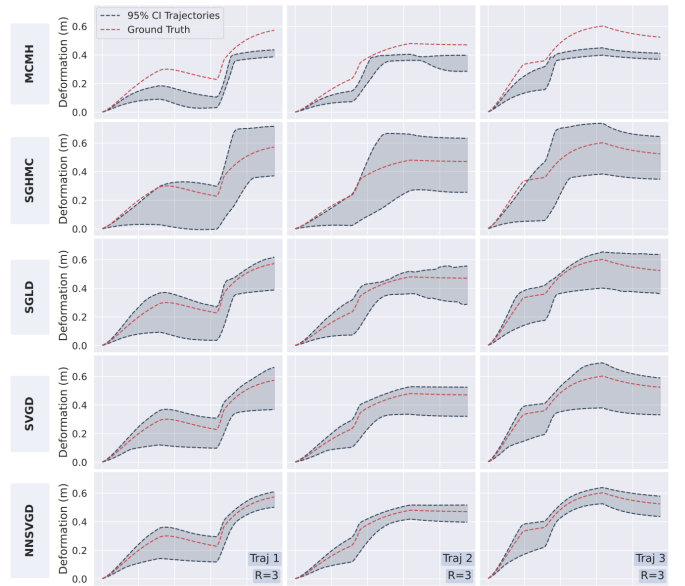 95% CI Trajectories
Ground Truth
MCMH
Deformation (m)
0.6
0.4
0.2
0.0
SGHMC
Deformation (m)
0.6
0.4
0.2
0.0
SGLD
Deformation (m)
0.6
0.4
0.2
0.0
SVGD
Deformation (m)
0.6
0.4
0.2
0.0
NNSVGD
Deformation (m)
0.6
0.4
0.2
0.0
Traj 1
R=3
Traj 2
R=3
Traj 3
R=3